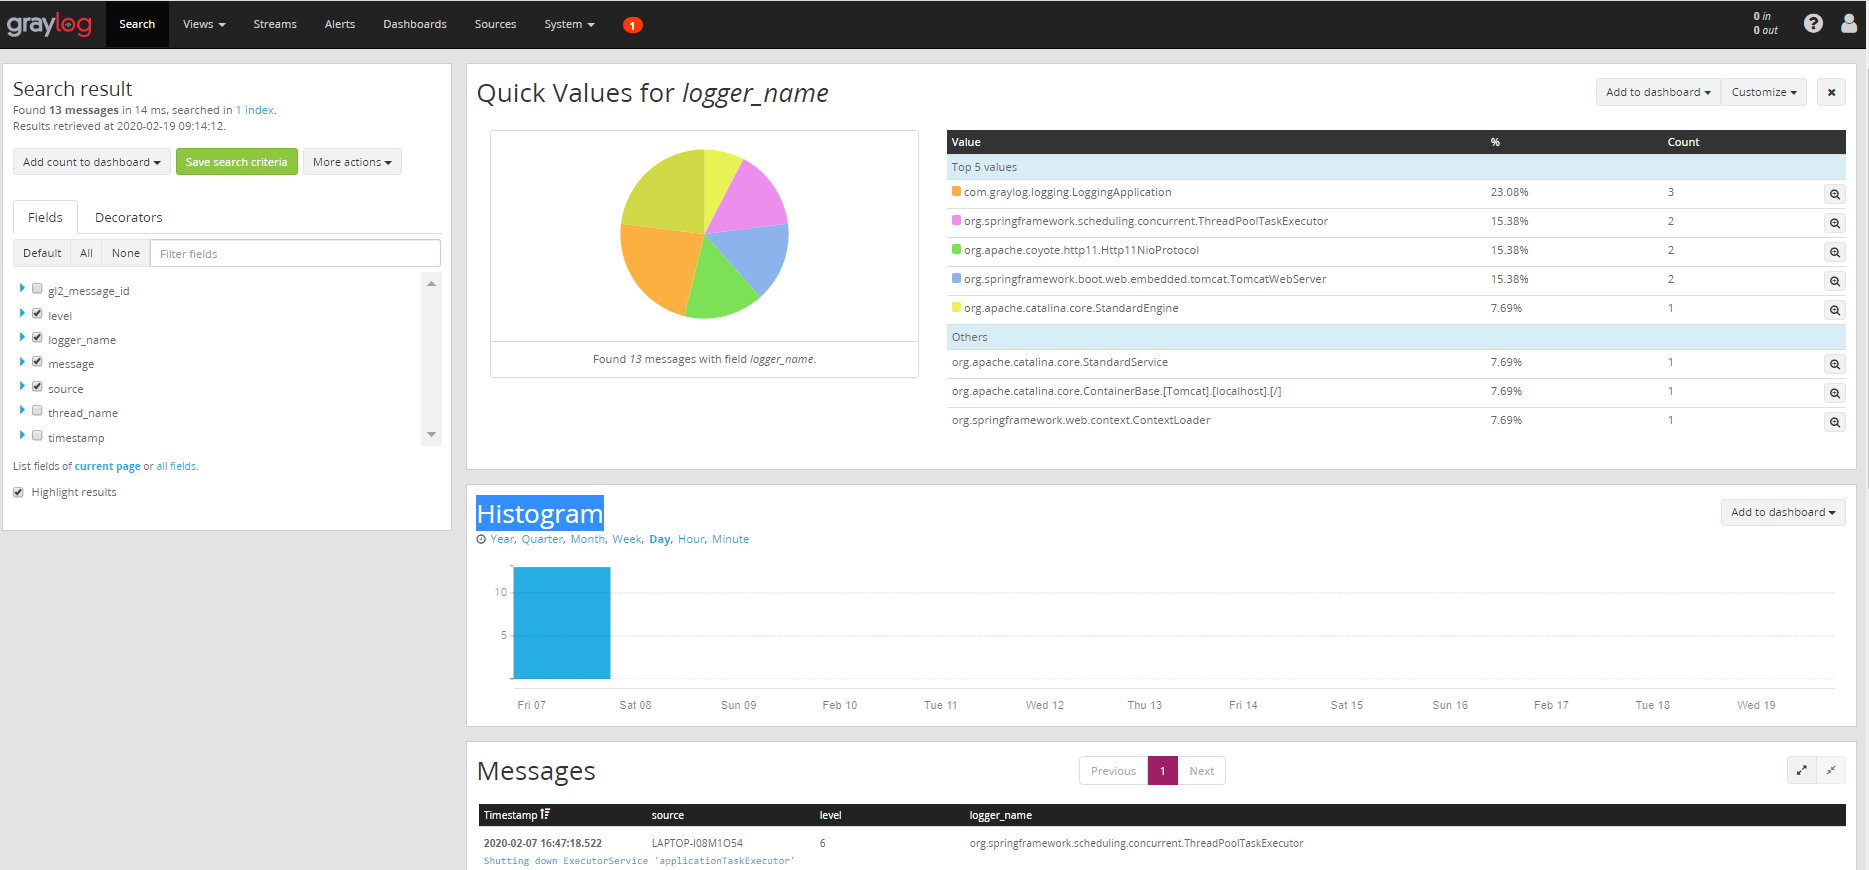 graylog
Search
Views
Streams
Alerts
Dashboards
Sources
System
1
0 in
0 out
Search result
Found 13 messages in 14 ms, searched in 1 index.
Results retrieved at 2020-02-19 09:14:12.
Add count to dashboard
Save search criteria
More actions
Fields
Decorators
Default
All
None
Filter fields
gl2_message_id
level
logger_name
message
source
thread_name
timestamp
List fields of current page or all fields.
Highlight results
Quick Values for logger_name
Add to dashboard
Customize
Found 13 messages with field logger_name.
Value % Count
Top 5 values
com.graylog.logging.LoggingApplication 23.08% 3
org.springframework.scheduling.concurrent.ThreadPoolTaskExecutor 15.38% 2
org.apache.coyote.http11.Http11NioProtocol 15.38% 2
org.springframework.boot.web.embedded.tomcat.TomcatWebServer 15.38% 2
org.apache.catalina.core.StandardEngine 7.69% 1
Others
org.apache.catalina.core.StandardService 7.69% 1
org.apache.catalina.core.ContainerBase.[Tomcat].[localhost].[/] 7.69% 1
org.springframework.web.context.ContextLoader 7.69% 1
Histogram
Add to dashboard
Year, Quarter, Month, Week, Day, Hour, Minute
10
5
Fri 07 Sat 08 Sun 09 Feb 10 Tue 11 Wed 12 Thu 13 Fri 14 Sat 15 Sun 16 Feb 17 Tue 18 Wed 19
Messages
Previous 1 Next
Timestamp source level logger_name
2020-02-07 16:47:18.522 LAPTOP-I08M1O54 6 org.springframework.scheduling.concurrent.ThreadPoolTaskExecutor
Shutting down ExecutorService 'applicationTaskExecutor'